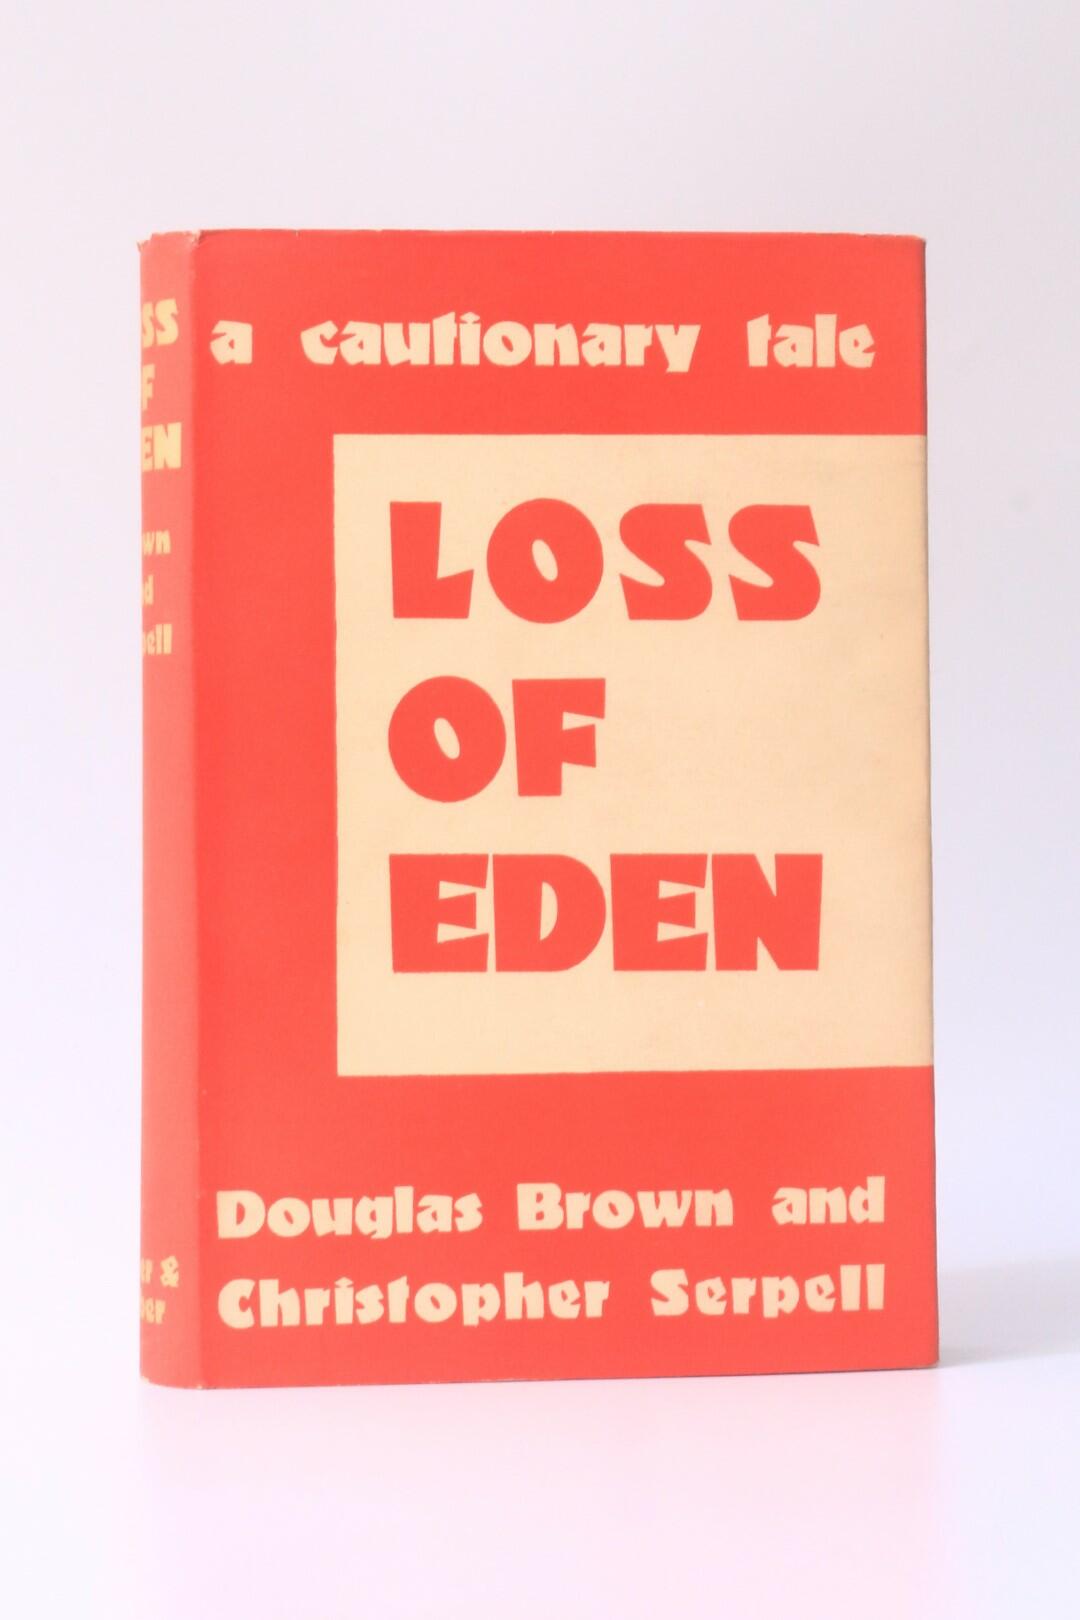 a cautionary tale
LOSS
OF
EDEN
Douglas Brown and
Christopher Serpell